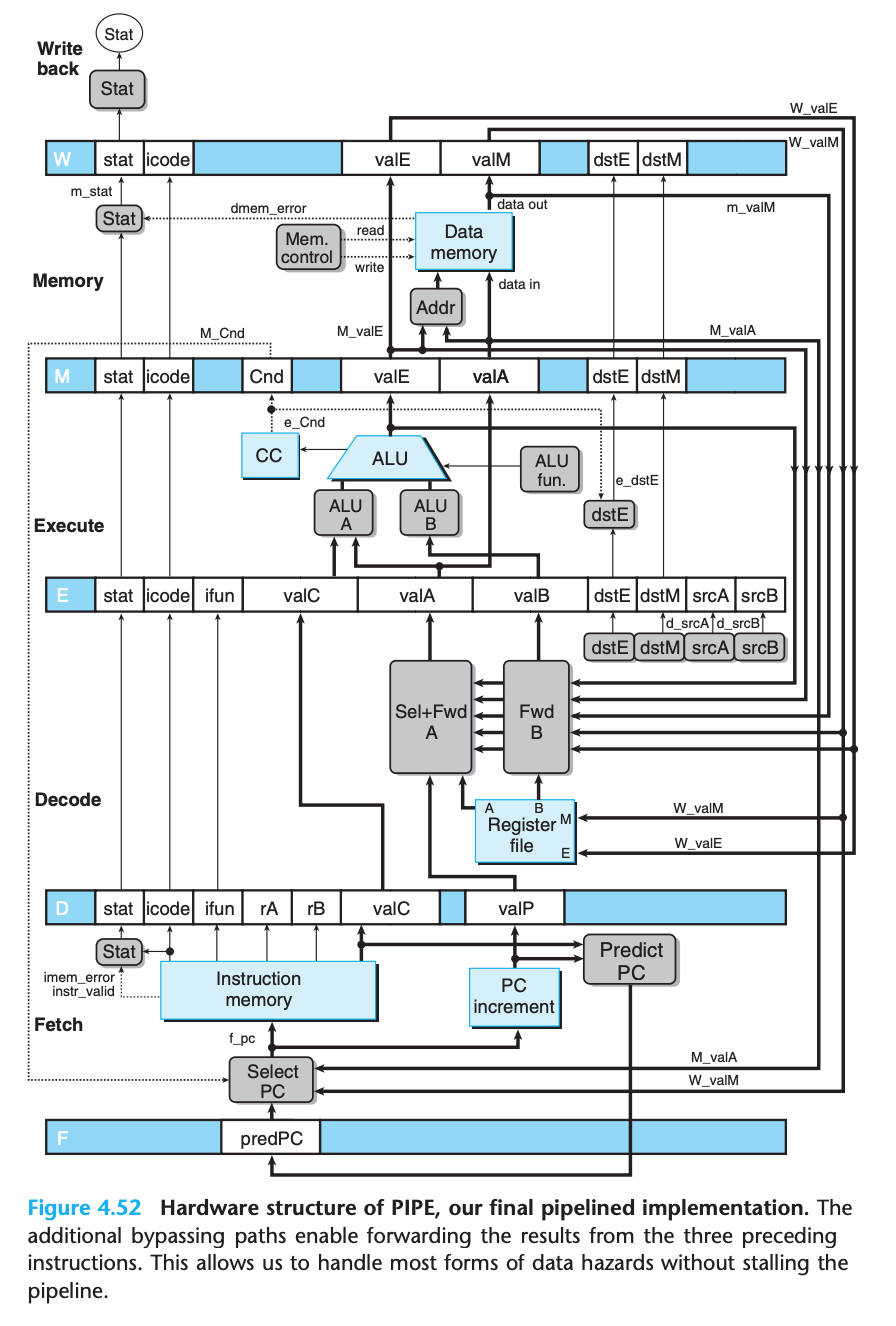 Stat
Write
back
Stat
W_valE
W stat icode valE valM dstE dstM
W_valM
m_stat
data out
m_valM
Stat
dmem_error
Mem.
control
read
write
Data
memory
data in
Memory
Addr
M_Cnd
M_valE
M_valA
M stat icode Cnd valE valA dstE dstM
e_Cnd
CC
ALU
ALU
fun.
e_dstE
ALU
A
ALU
B
dstE
Execute
E stat icode ifun valC valA valB dstE dstM srcA srcB
d_srcA d_srcB
dstE dstM srcA srcB
Sel+Fwd
A
Fwd
B
Decode
A B
Register
file
M
E
W_valM
W_valE
D stat icode ifun rA rB valC valP
Stat
imem_error
instr_valid
Instruction
memory
PC
increment
Predict
PC
Fetch
f_pc
Select
PC
M_valA
W_valM
F predPC
Figure 4.52 Hardware structure of PIPE, our final pipelined implementation. The
additional bypassing paths enable forwarding the results from the three preceding
instructions. This allows us to handle most forms of data hazards without stalling the
pipeline.